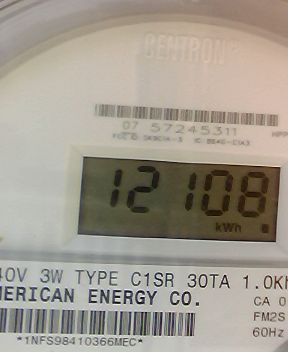 CENTRON®
07 57245311
12108
kWh
40V 3W TYPE C1SR 30TA 1.0Kh
MERICAN ENERGY CO.
CA 0
FM2S
60Hz
*1NFS98410366MEC*